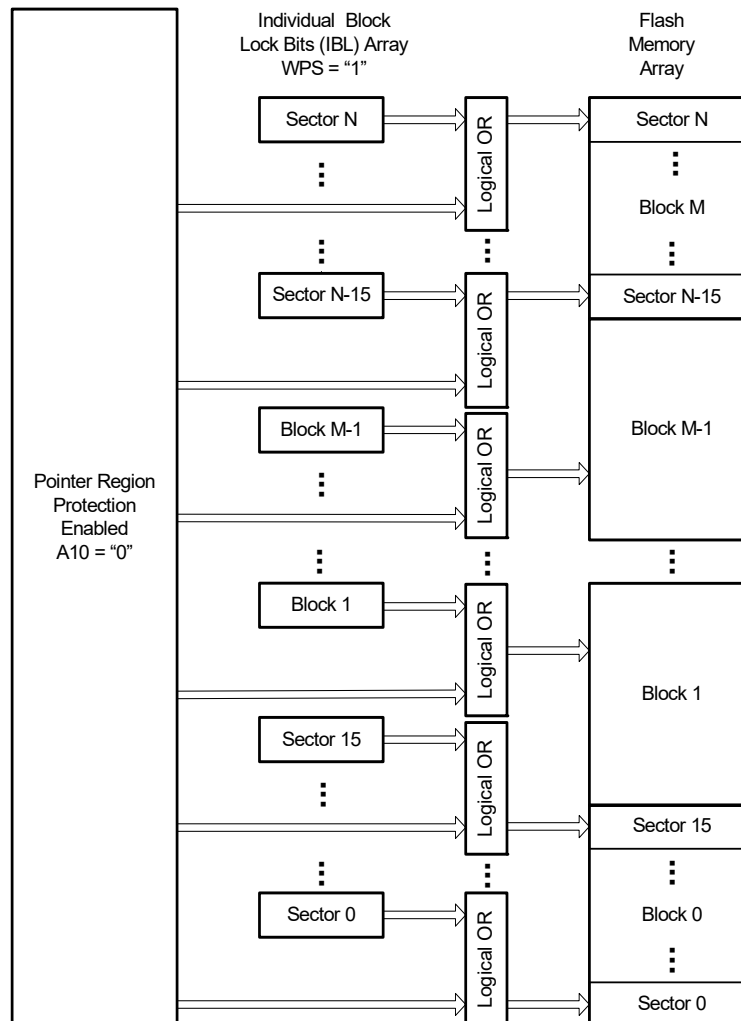 Individual Block
Lock Bits (IBL) Array
WPS = “1”
Flash
Memory
Array
Sector N
Logical OR
Sector N
Block M
Sector N-15
Logical OR
Sector N-15
Block M-1
Logical OR
Block M-1
Pointer Region
Protection
Enabled
A10 = “0”
Block 1
Logical OR
Block 1
Sector 15
Logical OR
Sector 15
Sector 0
Logical OR
Block 0
Sector 0